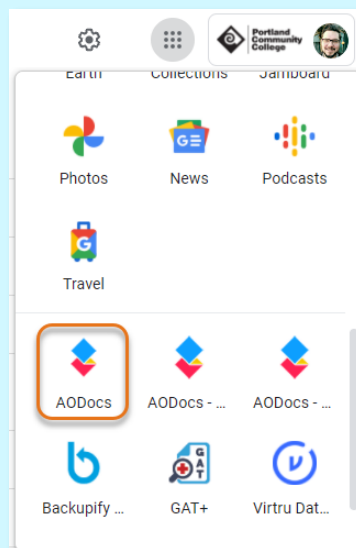 Portland
Community
College
Earth Collections Jamboard
Photos News Podcasts
Travel
AODocs AODocs - ... AODocs - ...
Backupify ... GAT+ Virtru Dat...